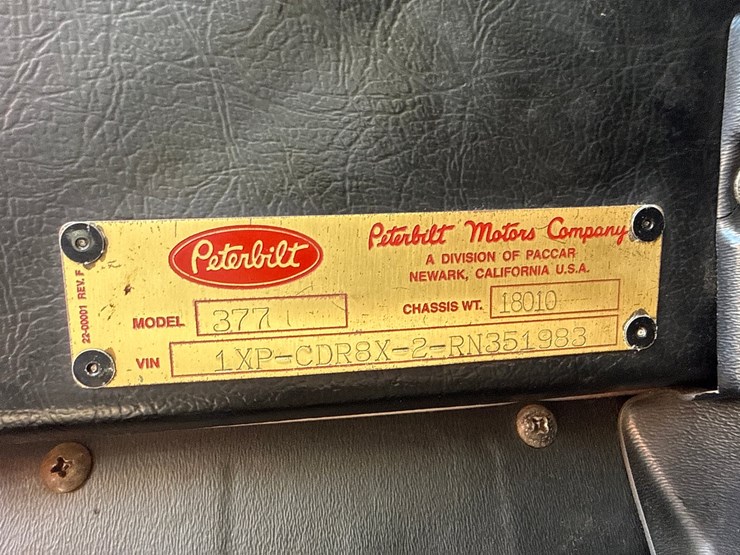 Peterbilt
Peterbilt Motors Company
A DIVISION OF PACCAR
NEWARK, CALIFORNIA U.S.A.
22-00001 REV. F
MODEL 377
CHASSIS WT. 18010
VIN 1XP-CDR8X-2-RN351983